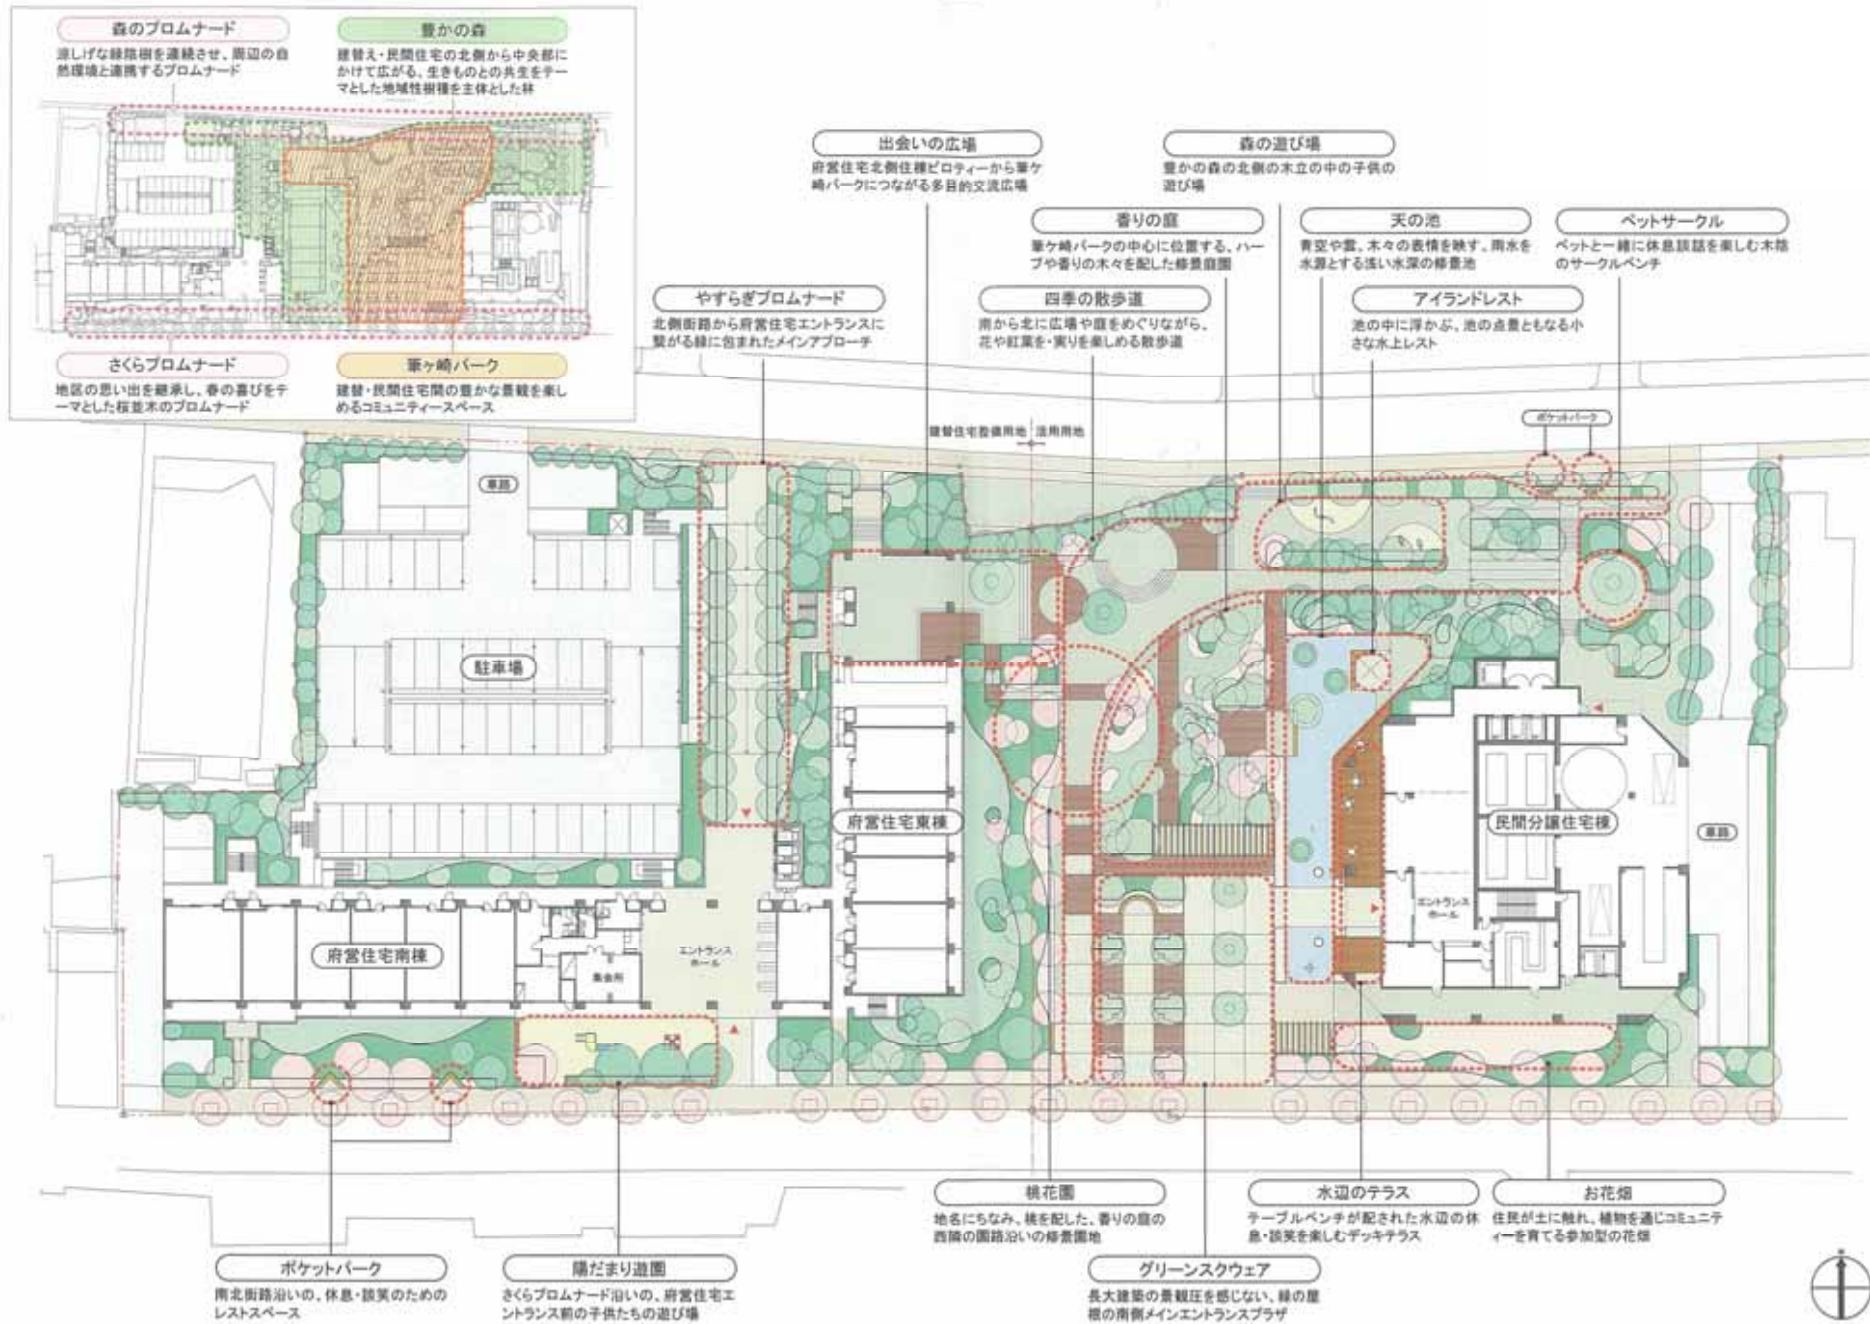 森のプロムナード
涼しげな緑陰樹を連続させ、周辺の自
然環境と連携するプロムナード
豊かの森
建替え・民間住宅の北側から中央部に
かけて広がる、生きものとの共生をテー
マとした地域性樹種を主体とした林
さくらプロムナード
地区の思い出を継承し、春の喜びをテ
ーマとした桜並木のプロムナード
筆ヶ崎パーク
建替・民間住宅間の豊かな景観を楽し
めるコミュニティースペース
出会いの広場
府営住宅北側住棟ピロティーから筆ケ
崎パークにつながる多目的交流広場
森の遊び場
豊かの森の北側の木立の中の子供の
遊び場
香りの庭
筆ケ崎パークの中心に位置する、ハー
ブや香りの木々を配した修景庭園
天の池
青空や雲、木々の表情を映す、雨水を
水源とする浅い水深の修景池
ペットサークル
ペットと一緒に休息談話を楽しむ木陰
のサークルベンチ
やすらぎプロムナード
北側街路から府営住宅エントランスに
繋がる緑に包まれたメインアプローチ
四季の散歩道
南から北に広場や庭をめぐりながら、
花や紅葉を・実りを楽しめる散歩道
アイランドレスト
池の中に浮かぶ、池の点景ともなる小
さな水上レスト
ポケットパーク
建替住宅整備用地 活用用地
車路
駐車場
府営住宅東棟
民間分譲住宅棟
車路
エントランス
ホール
府営住宅南棟
集会所
エントランス
ホール
桃花園
地名にちなみ、桃を配した、香りの庭の
西隣の園路沿いの修景園地
水辺のテラス
テーブルベンチが配された水辺の休
息・談笑を楽しむデッキテラス
お花畑
住民が土に触れ、植物を通じコミュニテ
ィーを育てる参加型の花畑
ポケットパーク
南北街路沿いの、休息・談笑のための
レストスペース
陽だまり遊園
さくらプロムナード沿いの、府営住宅エ
ントランス前の子供たちの遊び場
グリーンスクウェア
長大建築の景観圧を感じない、緑の屋
根の南側メインエントランスプラザ